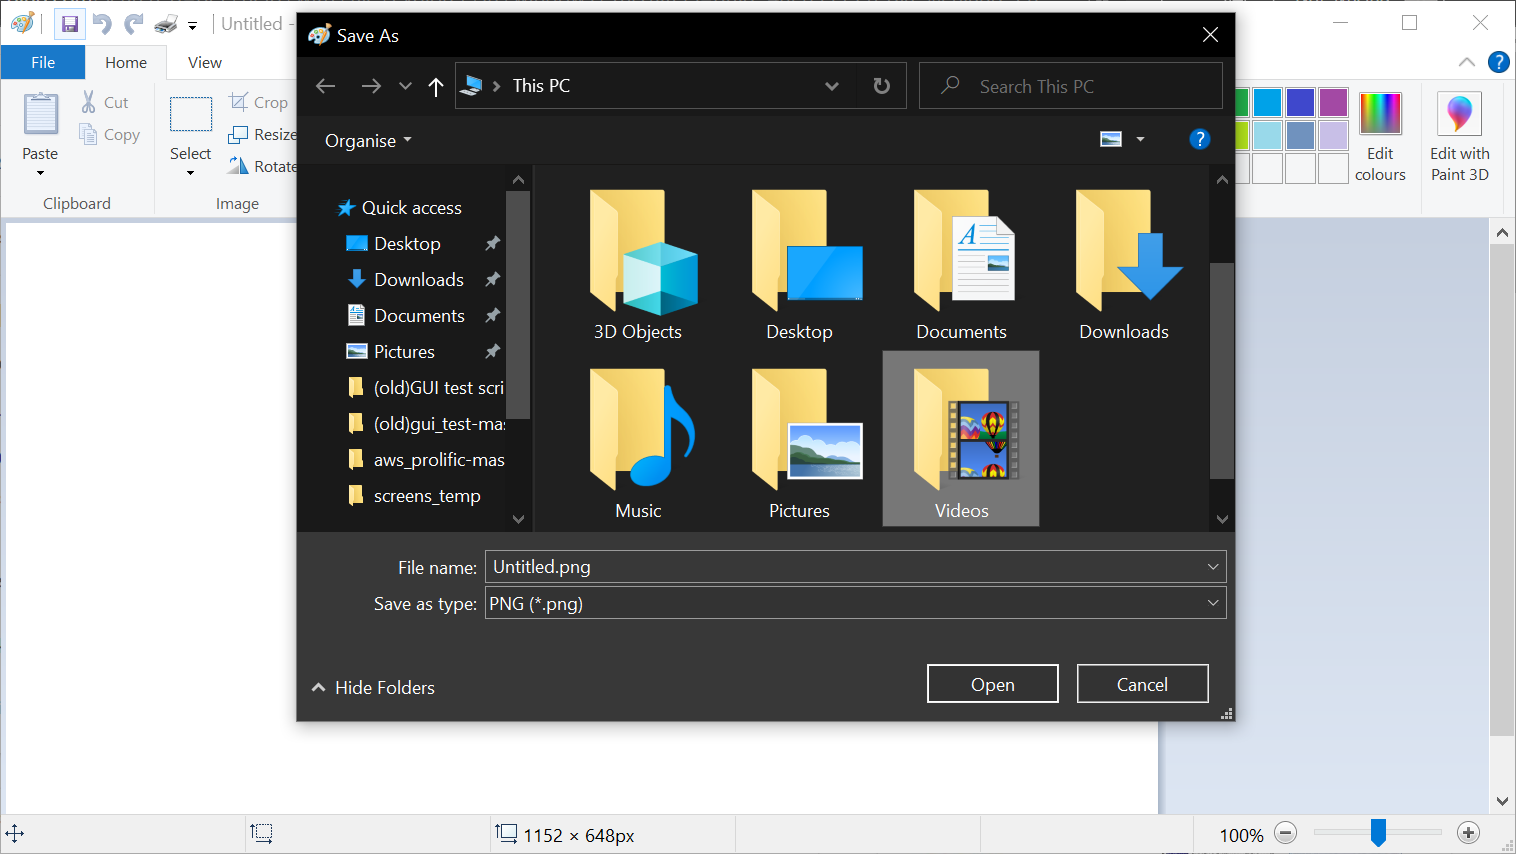 Untitled -
Save As
File
Home
View
This PC
Search This PC
Organise
Paste
Cut
Copy
Clipboard
Select
Crop
Resize
Rotate
Image
Edit
colours
Edit with
Paint 3D
Quick access
Desktop
Downloads
Documents
Pictures
(old)GUI test scri
(old)gui_test-mas
aws_prolific-mas
screens_temp
3D Objects
Desktop
Documents
Downloads
Music
Pictures
Videos
File name: Untitled.png
Save as type: PNG (*.png)
Hide Folders
Open
Cancel
1152 × 648px
100%